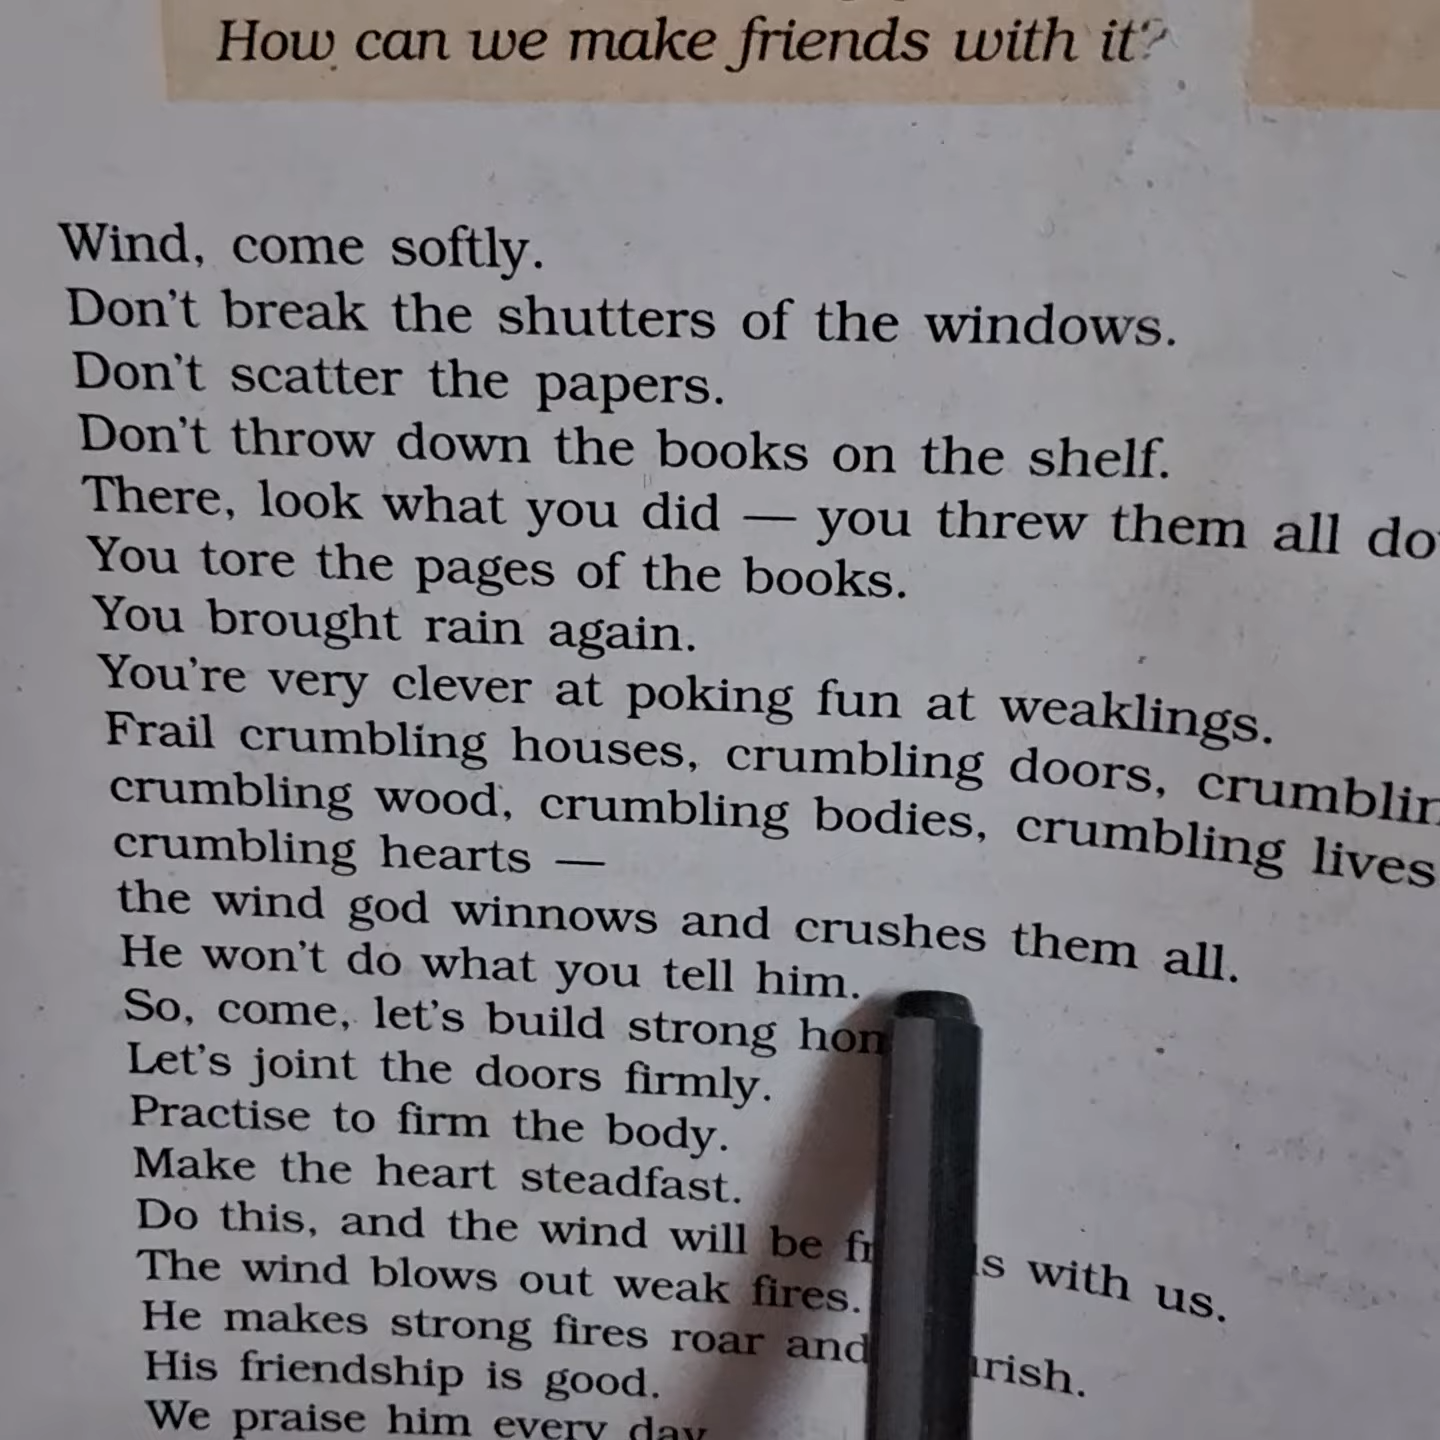 How can we make friends with it?
Wind, come softly.
Don't break the shutters of the windows.
Don't scatter the papers.
Don't throw down the books on the shelf.
There, look what you did — you threw them all
You tore the pages of the books.
You brought rain again.
You're very clever at poking fun at weaklings.
Frail crumbling houses, crumbling doors,
crumbling wood, crumbling bodies, crumbling lives
crumbling hearts —
the wind god winnows and crushes them all.
He won't do what you tell him.
So, come, let's build strong
Let's joint the doors firmly.
Practise to firm the body.
Make the heart steadfast.
Do this, and the wind will be with us.
The wind blows out weak fires.
He makes strong fires roar and
His friendship is good.
We praise him every day